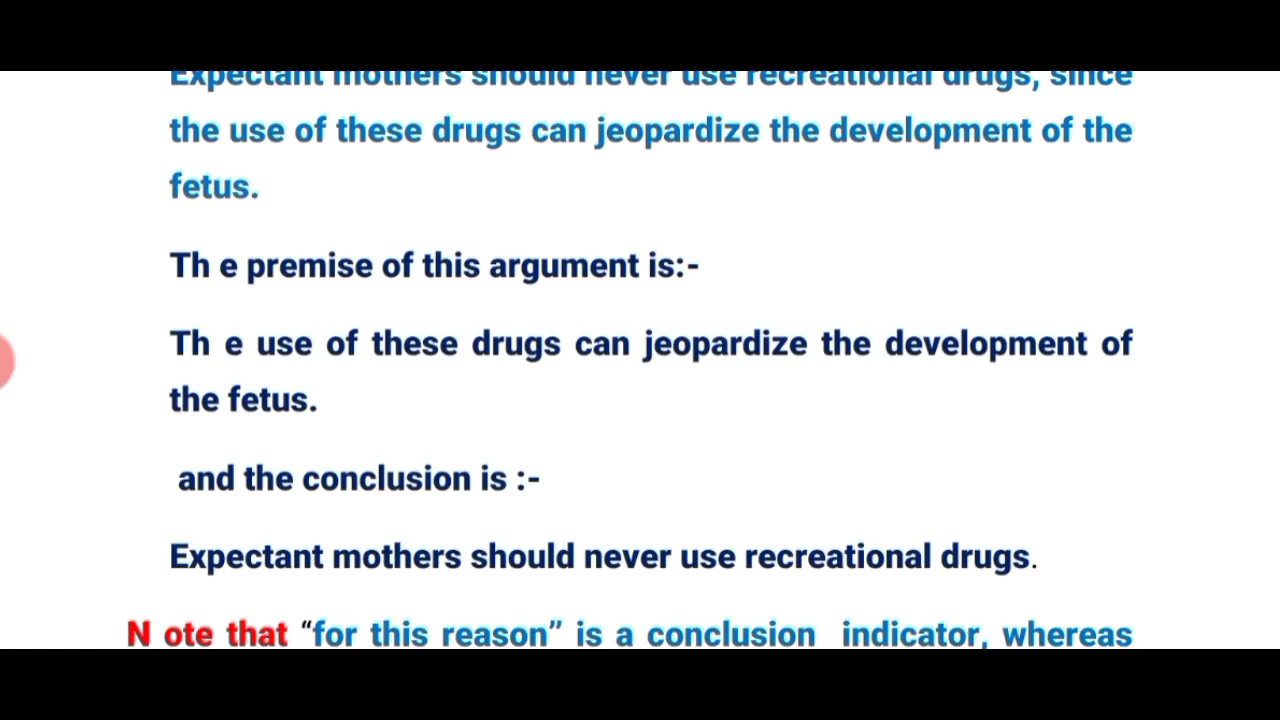 Expectant mothers should never use recreational drugs, since
the use of these drugs can jeopardize the development of the
fetus.
Th e premise of this argument is:-
Th e use of these drugs can jeopardize the development of
the fetus.
and the conclusion is :-
Expectant mothers should never use recreational drugs.
N ote that “for this reason” is a conclusion indicator, whereas